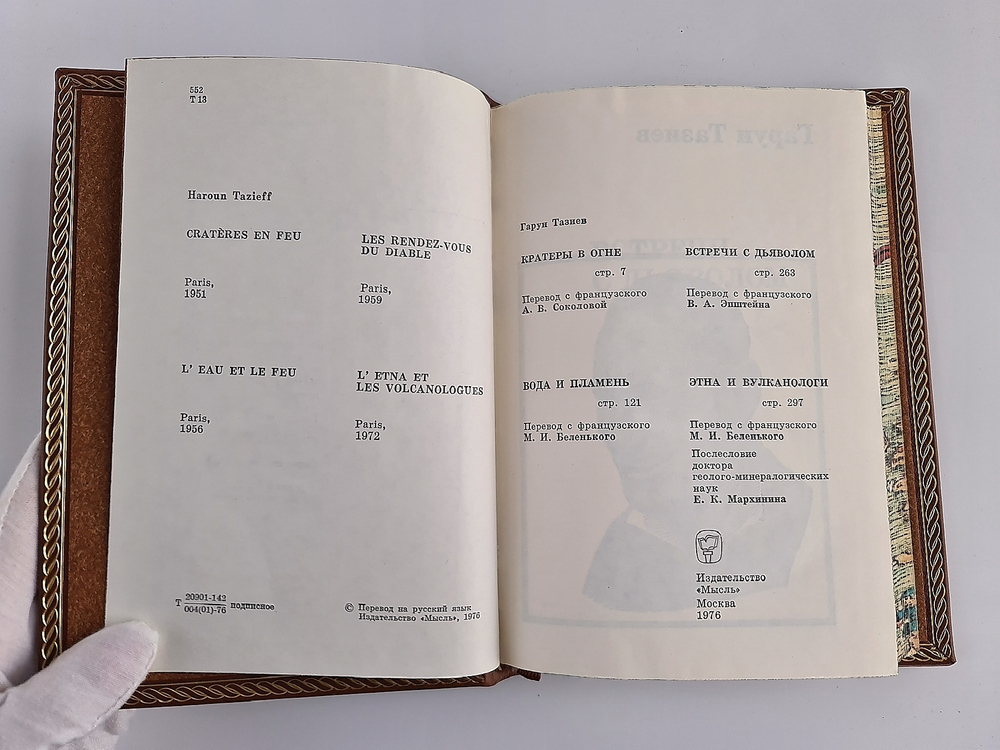 552
Т 13
Haroun Tazieff
CRATÈRES EN FEU
Paris,
1951
LES RENDEZ-VOUS
DU DIABLE
Paris,
1959
L' EAU ET LE FEU
Paris,
1956
L' ETNA ET
LES VOLCANOLOGUES
Paris,
1972
Т 20901-142
004(01)-76 подписное
© Перевод на русский язык
Издательство «Мысль», 1976
Гарун Тазиев
Гарун Тазиев
КРАТЕРЫ В ОГНЕ
стр. 7
Перевод с французского
А. В. Соколовой
ВСТРЕЧИ С ДЬЯВОЛОМ
стр. 263
Перевод с французского
В. А. Эпштейна
ВОДА И ПЛАМЕНЬ
стр. 121
Перевод с французского
М. И. Беленького
ЭТНА И ВУЛКАНОЛОГИ
стр. 297
Перевод с французского
М. И. Беленького
Послесловие
доктора
геолого-минералогических
наук
Е. К. Мархинина
Издательство
«Мысль»
Москва
1976